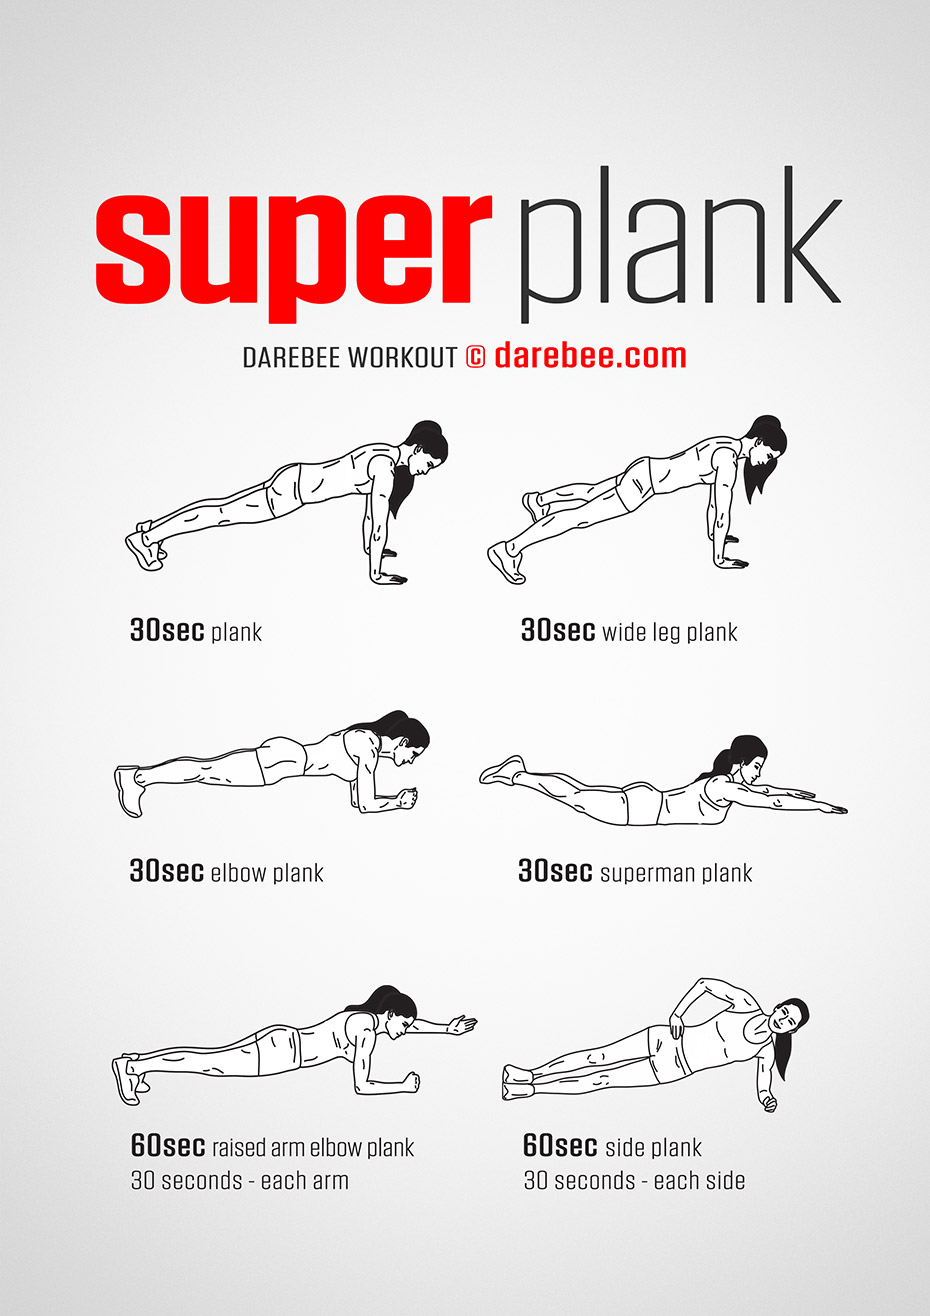 super plank
DAREBEE WORKOUT © darebee.com
30sec plank
30sec wide leg plank
30sec elbow plank
30sec superman plank
60sec raised arm elbow plank
30 seconds - each arm
60sec side plank
30 seconds - each side